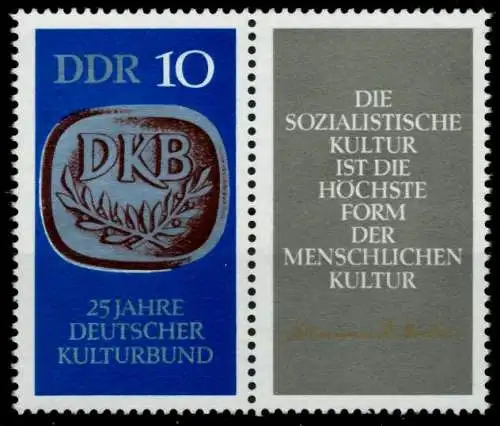 DDR 10
DKB
25 JAHRE
DEUTSCHER
KULTURBUND
DIE
SOZIALISTISCHE
KULTUR
IST DIE
HÖCHSTE
FORM
DER
MENSCHLICHEN
KULTUR